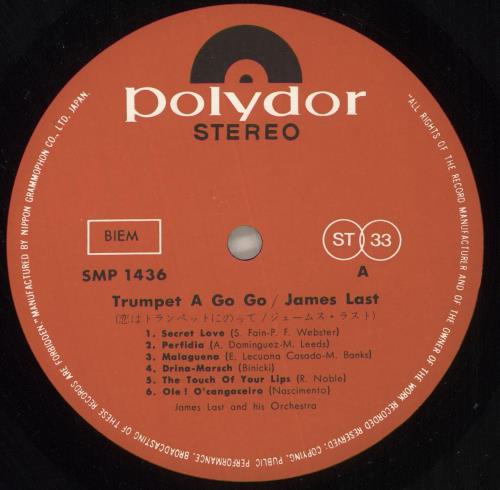 polydor
STEREO
BIEM
ST 33
SMP 1436
A
Trumpet A Go Go / James Last
(恋はトランペットにのって/ジェームス・ラスト)
1. Secret Love (S. Fain-P. F. Webster)
2. Perfidia (A. Dominguez-M. Leeds)
3. Malaguena (E. Lecuona Casado-M. Banks)
4. Drina-Marsch (Binicki)
5. The Touch Of Your Lips (R. Noble)
6. Ole! O'cangaceiro (Nascimento)
James Last and his Orchestra
"ALL RIGHTS OF THE RECORD MANUFACTURER AND OF THE OWNER OF THE WORK RECORDED RESERVED; COPYING, PUBLIC PERFORMANCE, BROADCASTING OF THESE RECORDS ARE FORBIDDEN" MANUFACTURED BY NIPPON GRAMMOPHON CO., LTD. JAPAN.